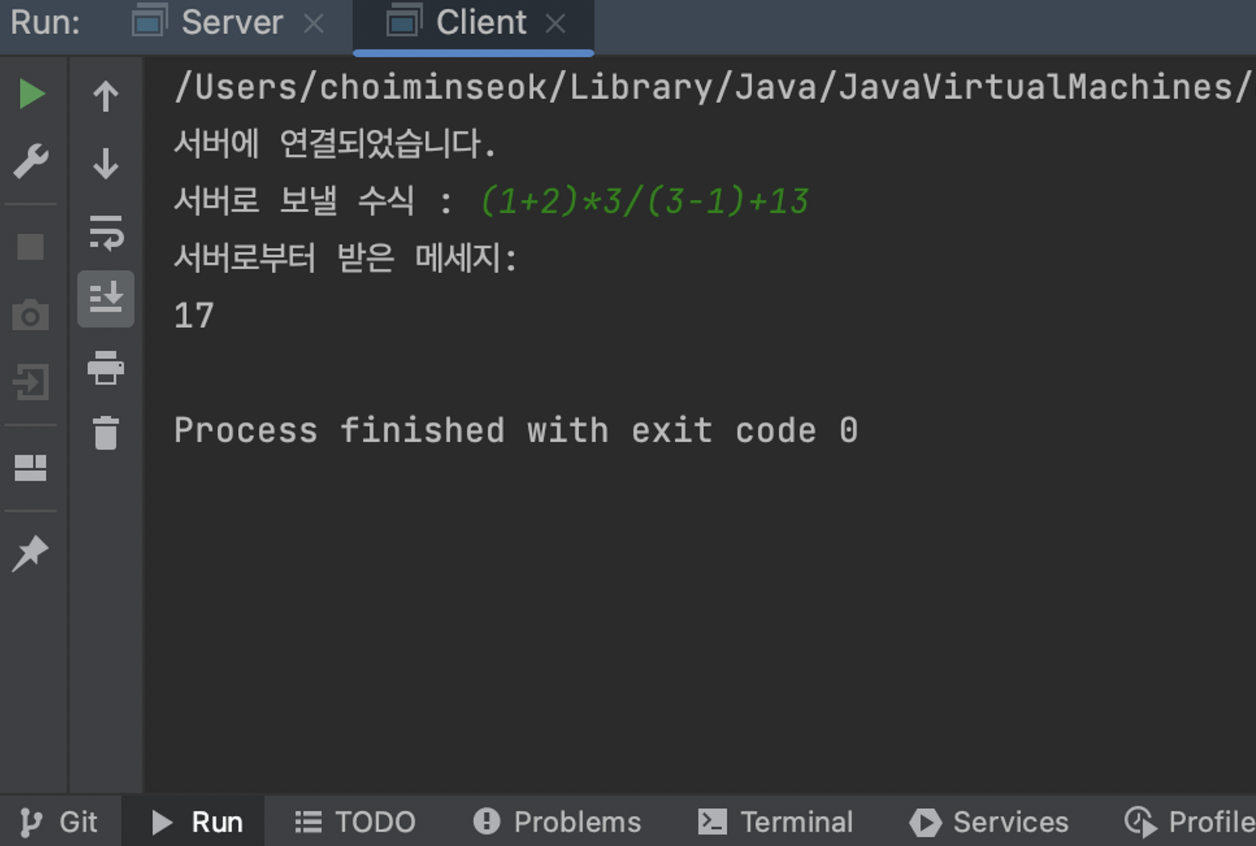 Run: Server Client
/Users/choiminseok/Library/Java/JavaVirtualMachines/
서버에 연결되었습니다.
서버로 보낼 수식 : (1+2)*3/(3-1)+13
서버로부터 받은 메세지:
17
Process finished with exit code 0
Git Run TODO Problems Terminal Services Profile